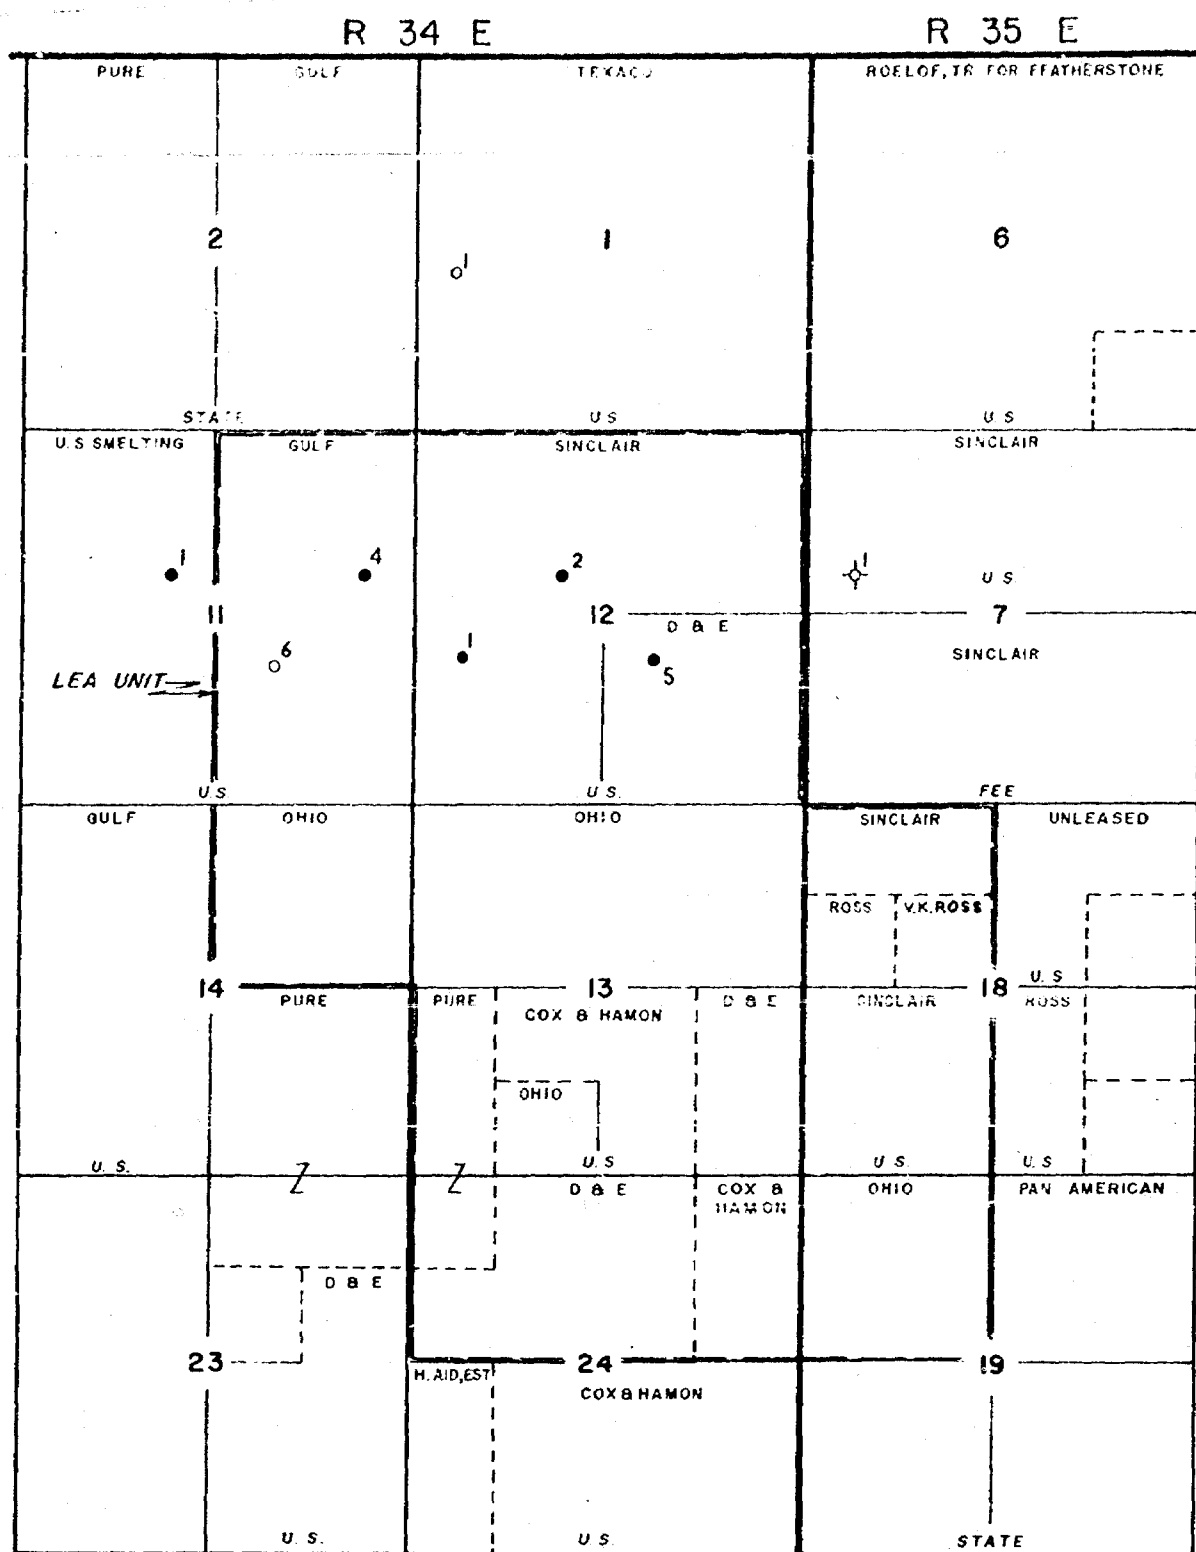 R 34 E R 35 E
PURE GULF TEXACO ROELOF, TR FOR FEATHERSTONE
2 1 6
1
STATE U S U S
U.S SMELTING GULF SINCLAIR SINCLAIR
1 4 2 1
U S.
11 12 D & E 7
6 1 5
SINCLAIR
LEA UNIT
U.S. U.S. FEE
GULF OHIO OHIO SINCLAIR UNLEASED
ROSS V.K.ROSS
14 13 18 U S
PURE PURE COX & HAMON D & E SINCLAIR ROSS
OHIO
U.S. U S U S. U S
Z Z D & E COX & HAMON OHIO PAN AMERICAN
D & E
23 24 19
H. AID, EST
COX & HAMON
U. S. U S. STATE